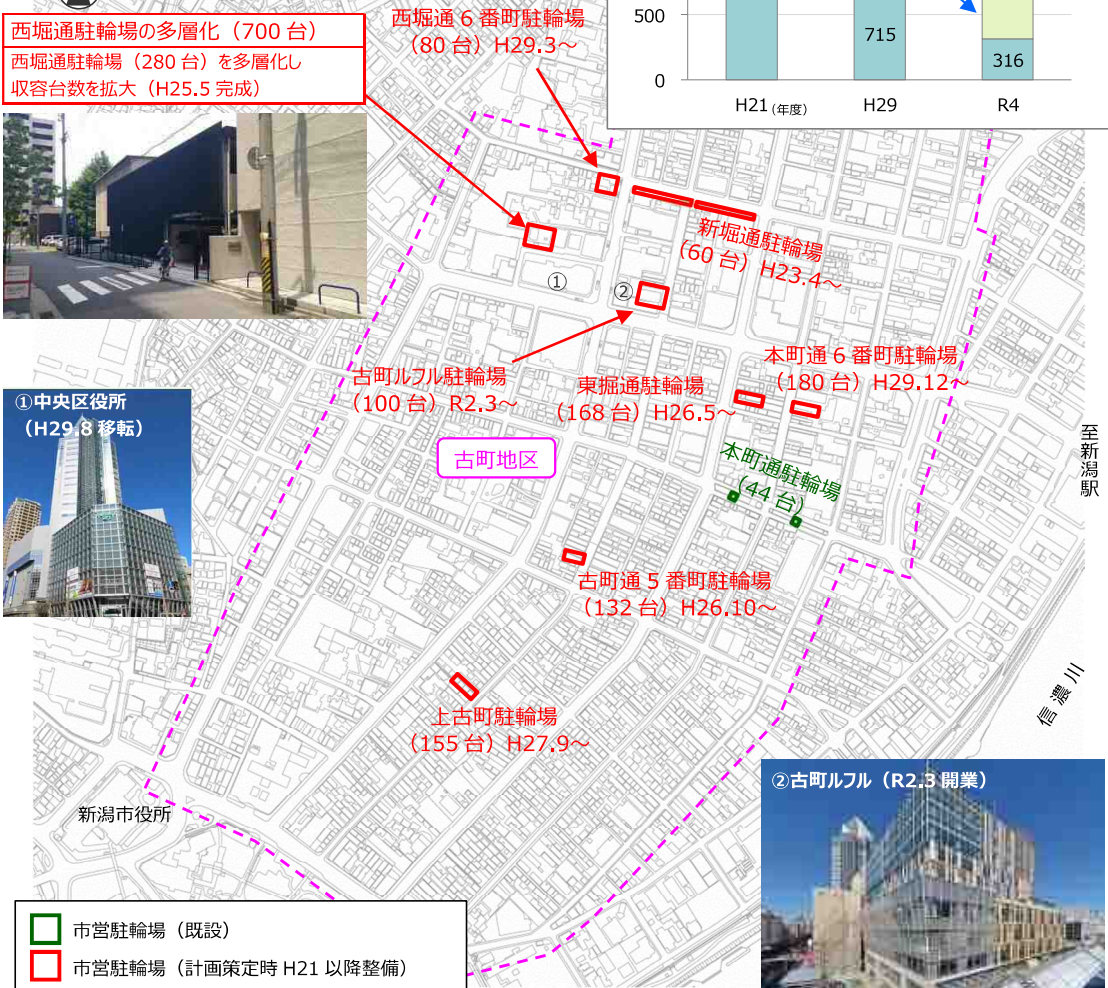 西堀通駐輪場の多層化（700 台）
西堀通駐輪場（280 台）を多層化し
収容台数を拡大（H25.5 完成）
西堀通 6 番町駐輪場
（80 台）H29.3～
500
0
715
316
H21（年度）
H29
R4
新堀通駐輪場
（60 台）H23.4～
①
②
古町ルフル駐輪場
（100 台）R2.3～
東掘通駐輪場
（168 台）H26.5～
本町通 6 番町駐輪場
（180 台）H29.12～
①中央区役所
（H29.8 移転）
古町地区
本町通駐輪場
（44 台）
至新潟駅
古町通 5 番町駐輪場
（132 台）H26.10～
上古町駐輪場
（155 台）H27.9～
信濃川
新潟市役所
②古町ルフル（R2.3 開業）
市営駐輪場（既設）
市営駐輪場（計画策定時 H21 以降整備）